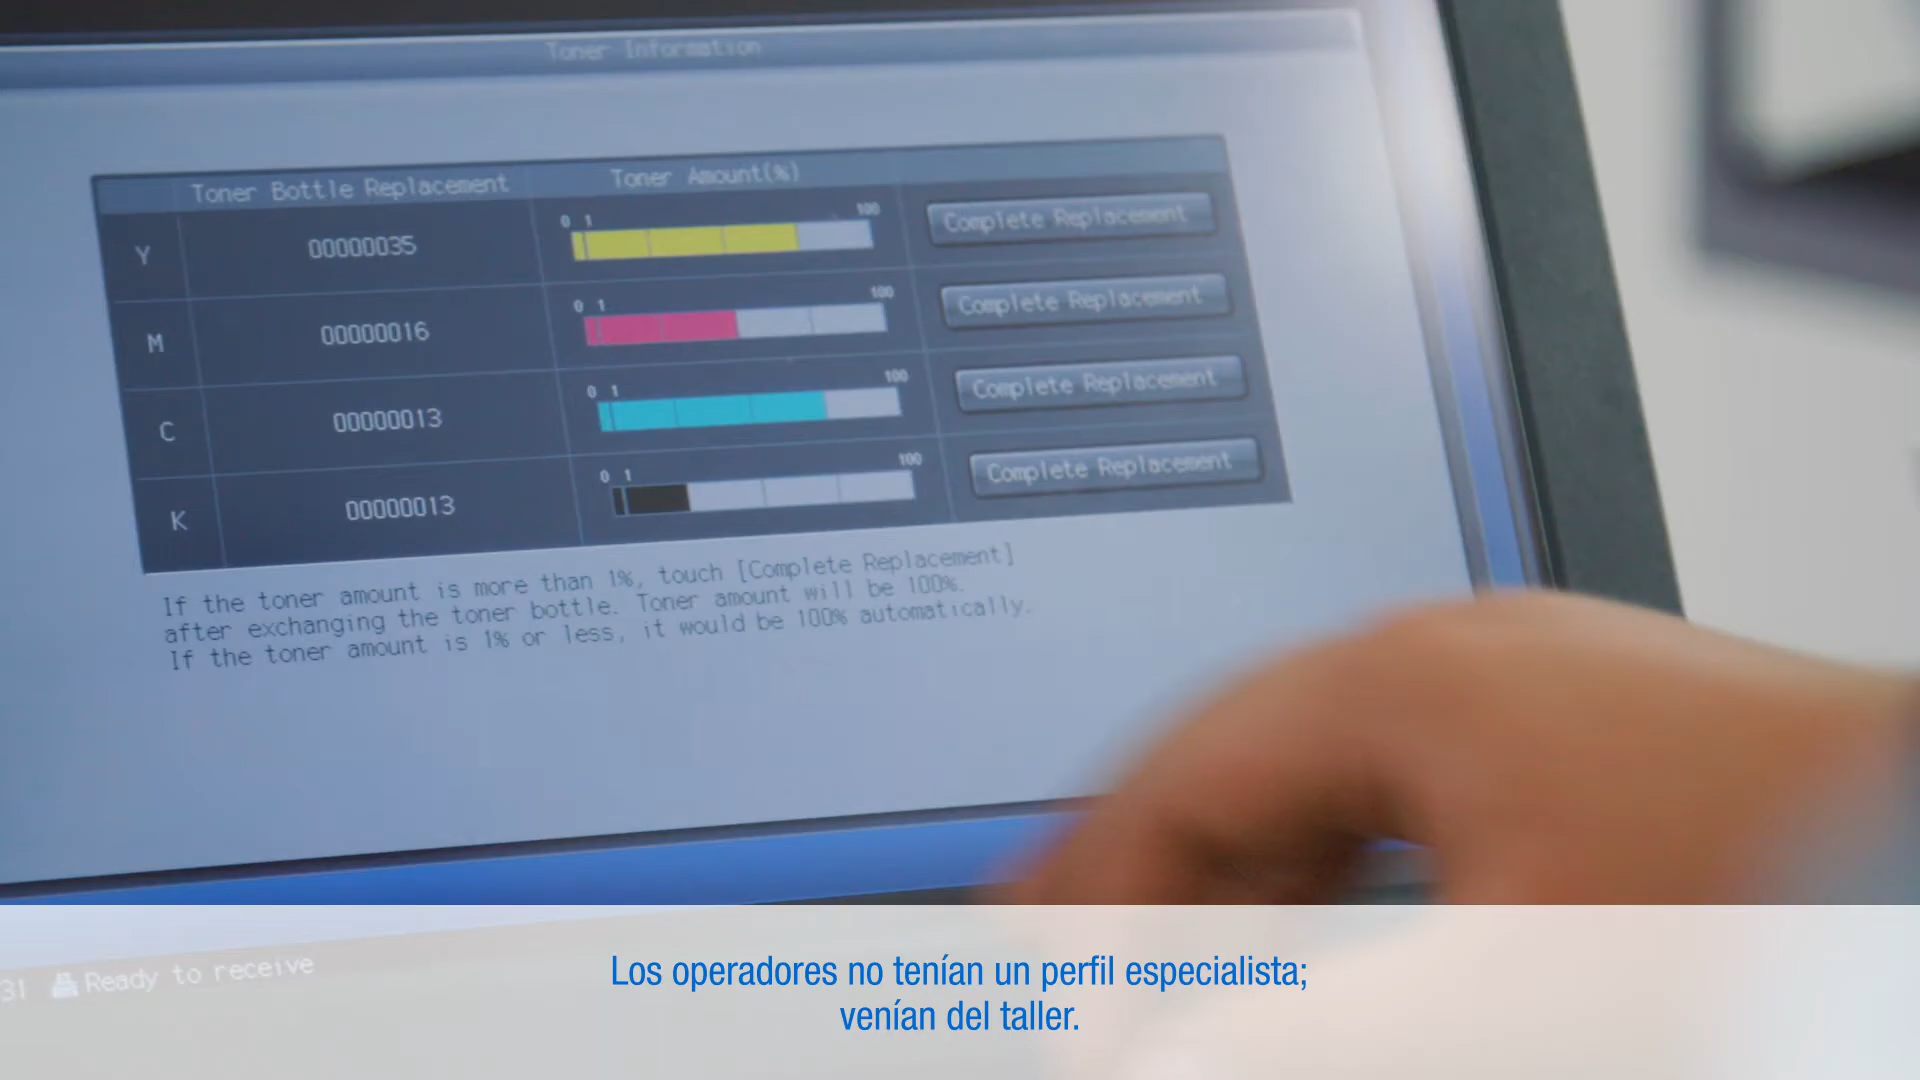 Toner Information
Toner Bottle Replacement Toner Amount(%)
Y 00000035 0 1 100 Complete Replacement
M 00000016 0 1 100 Complete Replacement
C 00000013 0 1 100 Complete Replacement
K 00000013 0 1 100 Complete Replacement
If the toner amount is more than 1%, touch [Complete Replacement]
after exchanging the toner bottle. Toner amount will be 100%.
If the toner amount is 1% or less, it would be 100% automatically.
31 Ready to receive
Los operadores no tenían un perfil especialista;
venían del taller.